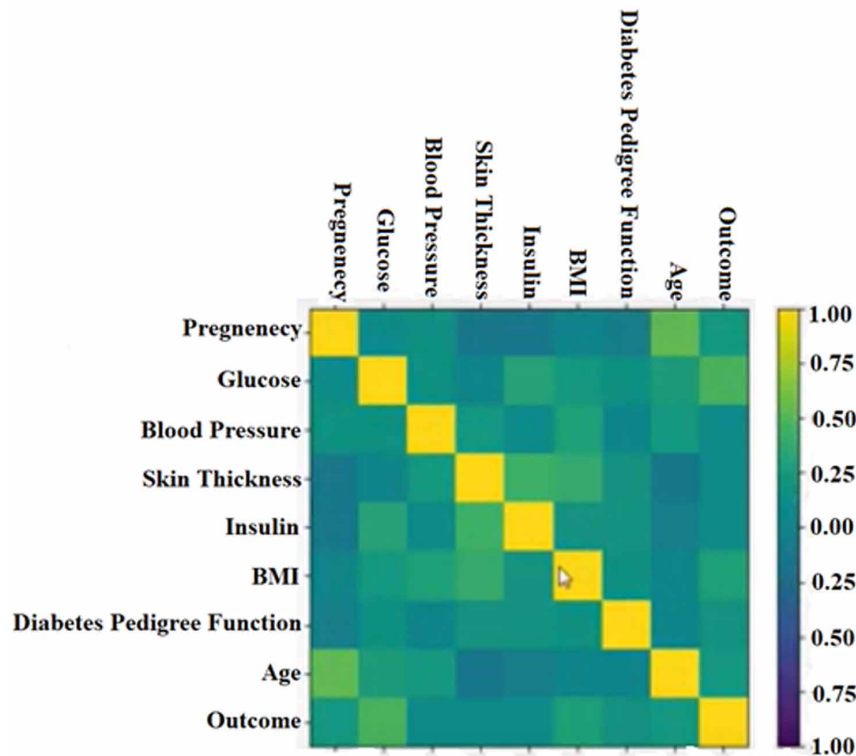 Pregnenecy
Glucose
Blood Pressure
Skin Thickness
Insulin
BMI
Diabetes Pedigree Function
Age
Outcome
Pregnenecy
Glucose
Blood Pressure
Skin Thickness
Insulin
BMI
Diabetes Pedigree Function
Age
Outcome
1.00
0.75
0.50
0.25
0.00
0.25
0.50
0.75
1.00